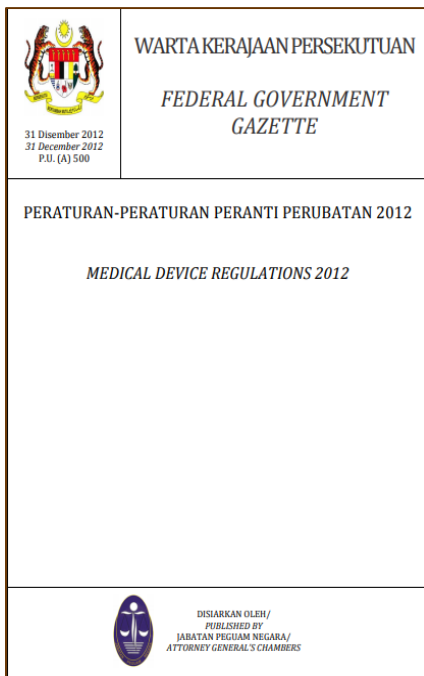 31 Disember 2012
31 December 2012
P.U. (A) 500
WARTA KERAJAAN PERSEKUTUAN
FEDERAL GOVERNMENT
GAZETTE
PERATURAN-PERATURAN PERANTI PERUBATAN 2012
MEDICAL DEVICE REGULATIONS 2012
DISIARKAN OLEH/
PUBLISHED BY
JABATAN PEGUAM NEGARA/
ATTORNEY GENERAL'S CHAMBERS